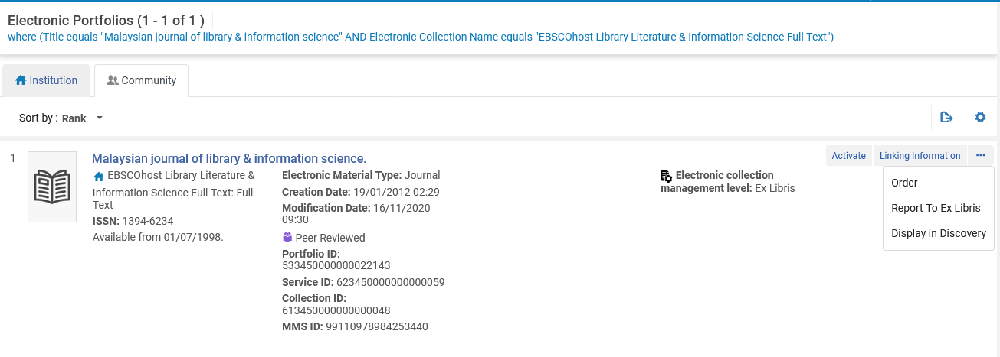 Electronic Portfolios (1 - 1 of 1 )
where (Title equals "Malaysian journal of library & information science" AND Electronic Collection Name equals "EBSCOhost Library Literature & Information Science Full Text")
Institution
Community
Sort by : Rank
1
Malaysian journal of library & information science.
EBSCOhost Library Literature &
Information Science Full Text: Full
Text
ISSN: 1394-6234
Available from 01/07/1998.
Electronic Material Type: Journal
Creation Date: 19/01/2012 02:29
Modification Date: 16/11/2020
09:30
Peer Reviewed
Portfolio ID:
533450000000022143
Service ID: 623450000000000059
Collection ID:
613450000000000048
MMS ID: 99110978984253440
Electronic collection
management level: Ex Libris
Activate
Linking Information
...
Order
Report To Ex Libris
Display in Discovery